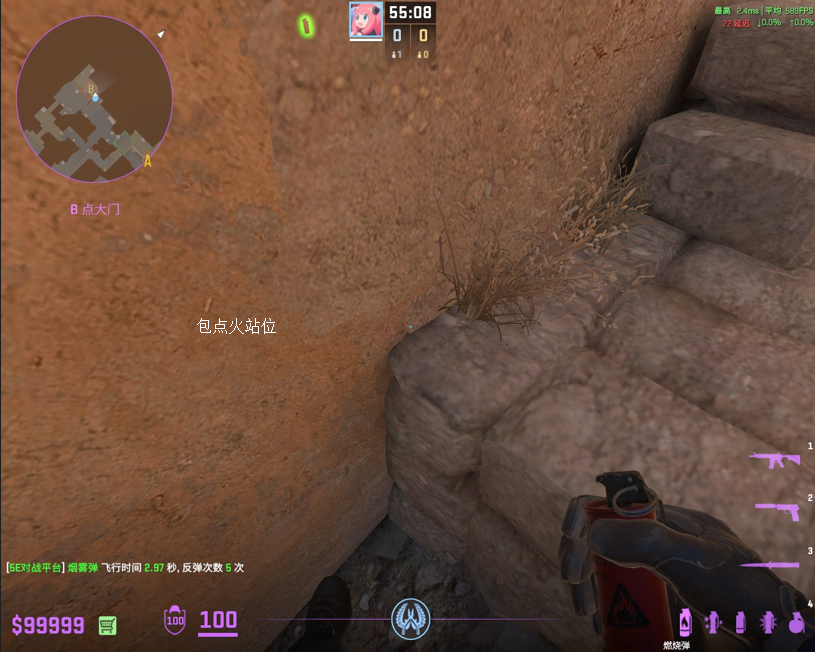 55:08
最高 2.4ms | 平均 589FPS
22 延迟 ↓0.0% ↑0.0%
0 0
1 0
B
A
B 点大门
包点火站位
1
2
3
[5E对战平台] 烟雾弹 飞行时间 2.97 秒, 反弹次数 5 次
4
$99999
100
100
燃烧弹